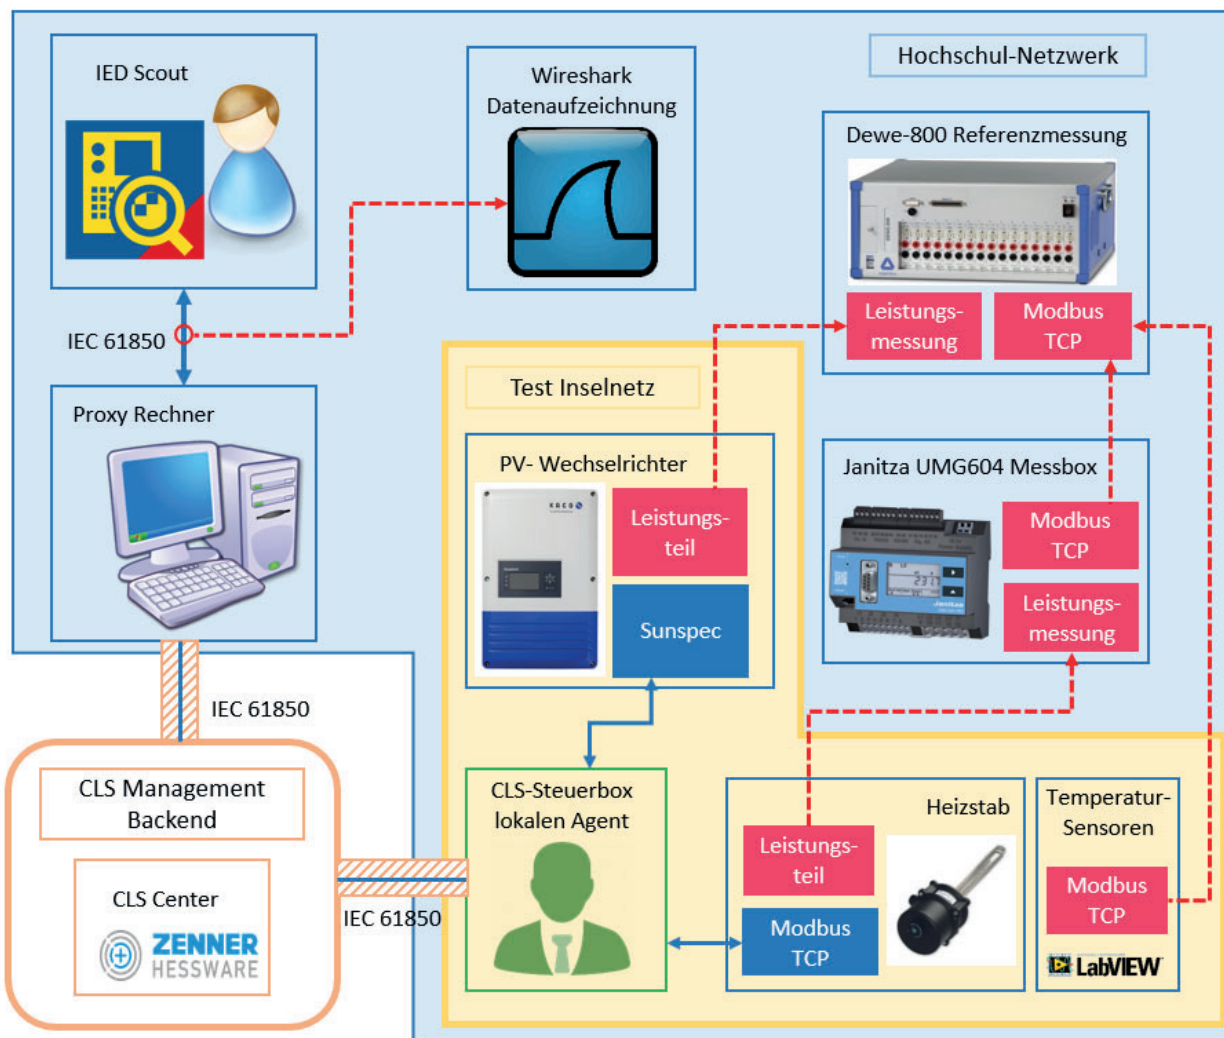 IED Scout
Wireshark
Datenaufzeichnung
Hochschul-Netzwerk
Dewe-800 Referenzmessung
Leistungs-
messung
Modbus
TCP
IEC 61850
Proxy Rechner
Test Inselnetz
PV- Wechselrichter
KACO
Leistungs-
teil
Sunspec
Janitza UMG604 Messbox
Modbus
TCP
Janitza
Leistungs-
messung
IEC 61850
CLS Management
Backend
CLS Center
ZENNER
HESSWARE
IEC 61850
CLS-Steuerbox
lokalen Agent
Heizstab
Leistungs-
teil
Modbus
TCP
Temperatur-
Sensoren
Modbus
TCP
LabVIEW